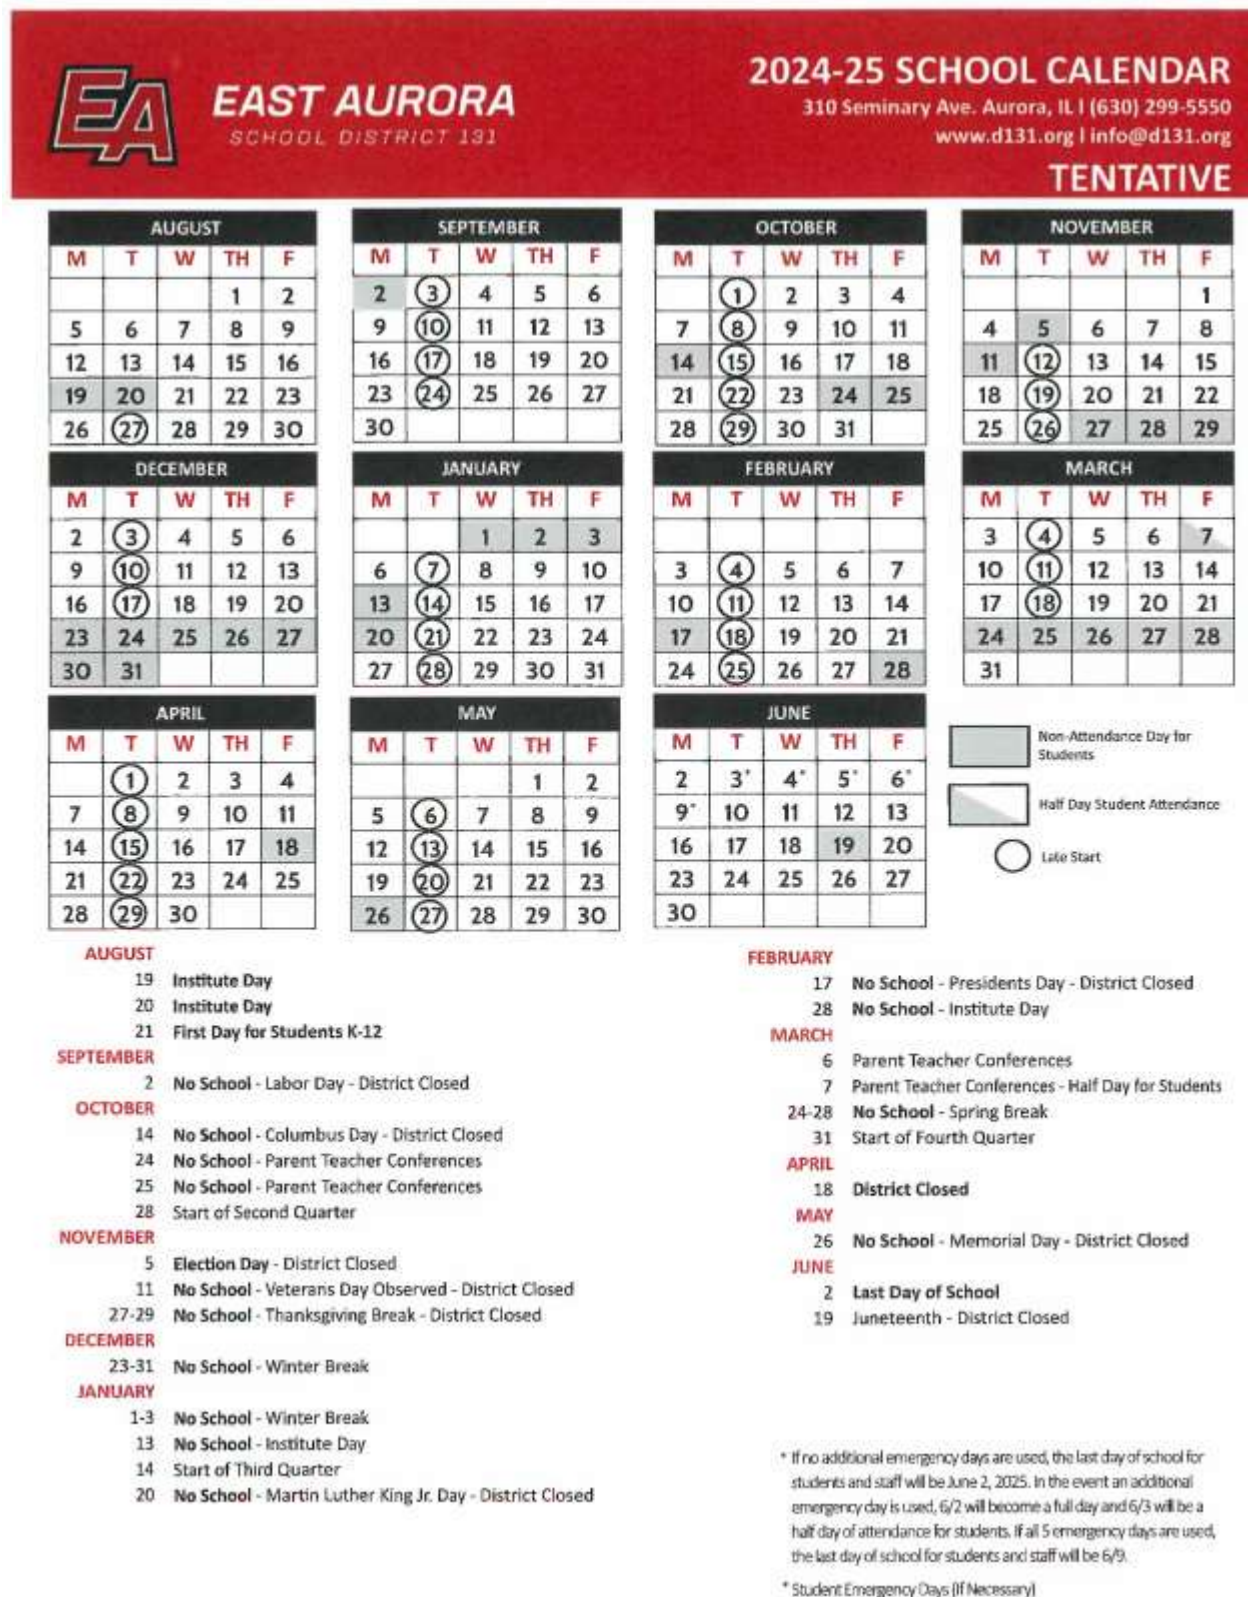 EA
EAST AURORA
SCHOOL DISTRICT 131
2024-25 SCHOOL CALENDAR
310 Seminary Ave. Aurora, IL I (630) 299-5550
www.d131.org I info@d131.org
TENTATIVE
AUGUST
M T W TH F
1 2
5 6 7 8 9
12 13 14 15 16
19 20 21 22 23
26 27 28 29 30
SEPTEMBER
M T W TH F
2 3 4 5 6
9 10 11 12 13
16 17 18 19 20
23 24 25 26 27
30
OCTOBER
M T W TH F
1 2 3 4
7 8 9 10 11
14 15 16 17 18
21 22 23 24 25
28 29 30 31
NOVEMBER
M T W TH F
1
4 5 6 7 8
11 12 13 14 15
18 19 20 21 22
25 26 27 28 29
DECEMBER
M T W TH F
2 3 4 5 6
9 10 11 12 13
16 17 18 19 20
23 24 25 26 27
30 31
JANUARY
M T W TH F
1 2 3
6 7 8 9 10
13 14 15 16 17
20 21 22 23 24
27 28 29 30 31
FEBRUARY
M T W TH F
3 4 5 6 7
10 11 12 13 14
17 18 19 20 21
24 25 26 27 28
MARCH
M T W TH F
3 4 5 6 7
10 11 12 13 14
17 18 19 20 21
24 25 26 27 28
31
APRIL
M T W TH F
1 2 3 4
7 8 9 10 11
14 15 16 17 18
21 22 23 24 25
28 29 30
MAY
M T W TH F
1 2
5 6 7 8 9
12 13 14 15 16
19 20 21 22 23
26 27 28 29 30
JUNE
M T W TH F
2 3* 4* 5* 6*
9* 10 11 12 13
16 17 18 19 20
23 24 25 26 27
30
Non-Attendance Day for
Students
Half Day Student Attendance
Late Start
AUGUST
19 Institute Day
20 Institute Day
21 First Day for Students K-12
SEPTEMBER
2 No School - Labor Day - District Closed
OCTOBER
14 No School - Columbus Day - District Closed
24 No School - Parent Teacher Conferences
25 No School - Parent Teacher Conferences
28 Start of Second Quarter
NOVEMBER
5 Election Day - District Closed
11 No School - Veterans Day Observed - District Closed
27-29 No School - Thanksgiving Break - District Closed
DECEMBER
23-31 No School - Winter Break
JANUARY
1-3 No School - Winter Break
13 No School - Institute Day
14 Start of Third Quarter
20 No School - Martin Luther King Jr. Day - District Closed
FEBRUARY
17 No School - Presidents Day - District Closed
28 No School - Institute Day
MARCH
6 Parent Teacher Conferences
7 Parent Teacher Conferences - Half Day for Students
24-28 No School - Spring Break
31 Start of Fourth Quarter
APRIL
18 District Closed
MAY
26 No School - Memorial Day - District Closed
JUNE
2 Last Day of School
19 Juneteenth - District Closed
* If no additional emergency days are used, the last day of school for
students and staff will be June 2, 2025. In the event an additional
emergency day is used, 6/2 will become a full day and 6/3 will be a
half day of attendance for students. If all 5 emergency days are used,
the last day of school for students and staff will be 6/9.
* Student Emergency Days (If Necessary)